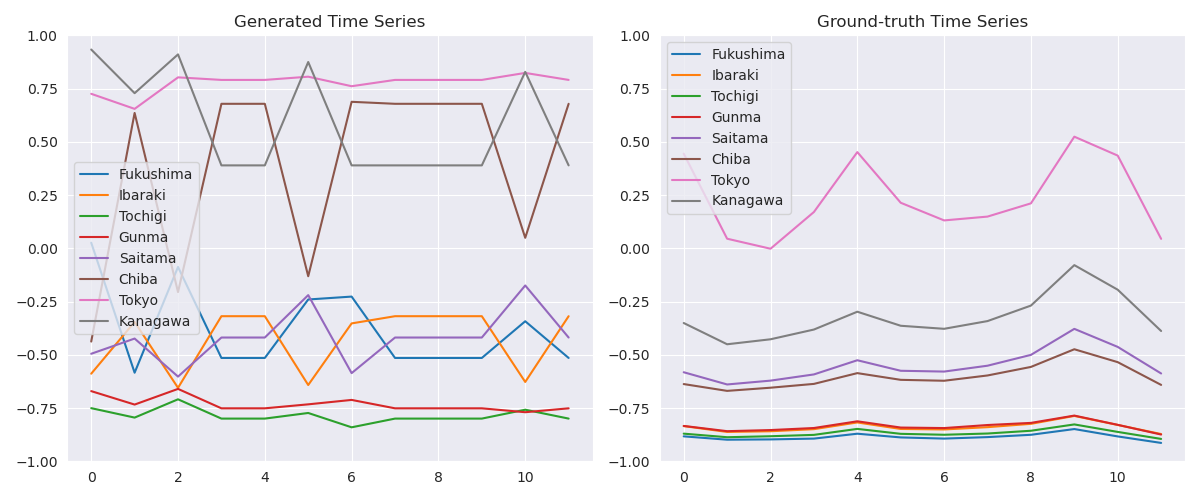 Generated Time Series
1.00
0.75
0.50
0.25
0.00
−0.25
−0.50
−0.75
−1.00
0 2 4 6 8 10
Fukushima
Ibaraki
Tochigi
Gunma
Saitama
Chiba
Tokyo
Kanagawa
Ground-truth Time Series
1.00
0.75
0.50
0.25
0.00
−0.25
−0.50
−0.75
−1.00
0 2 4 6 8 10
Fukushima
Ibaraki
Tochigi
Gunma
Saitama
Chiba
Tokyo
Kanagawa